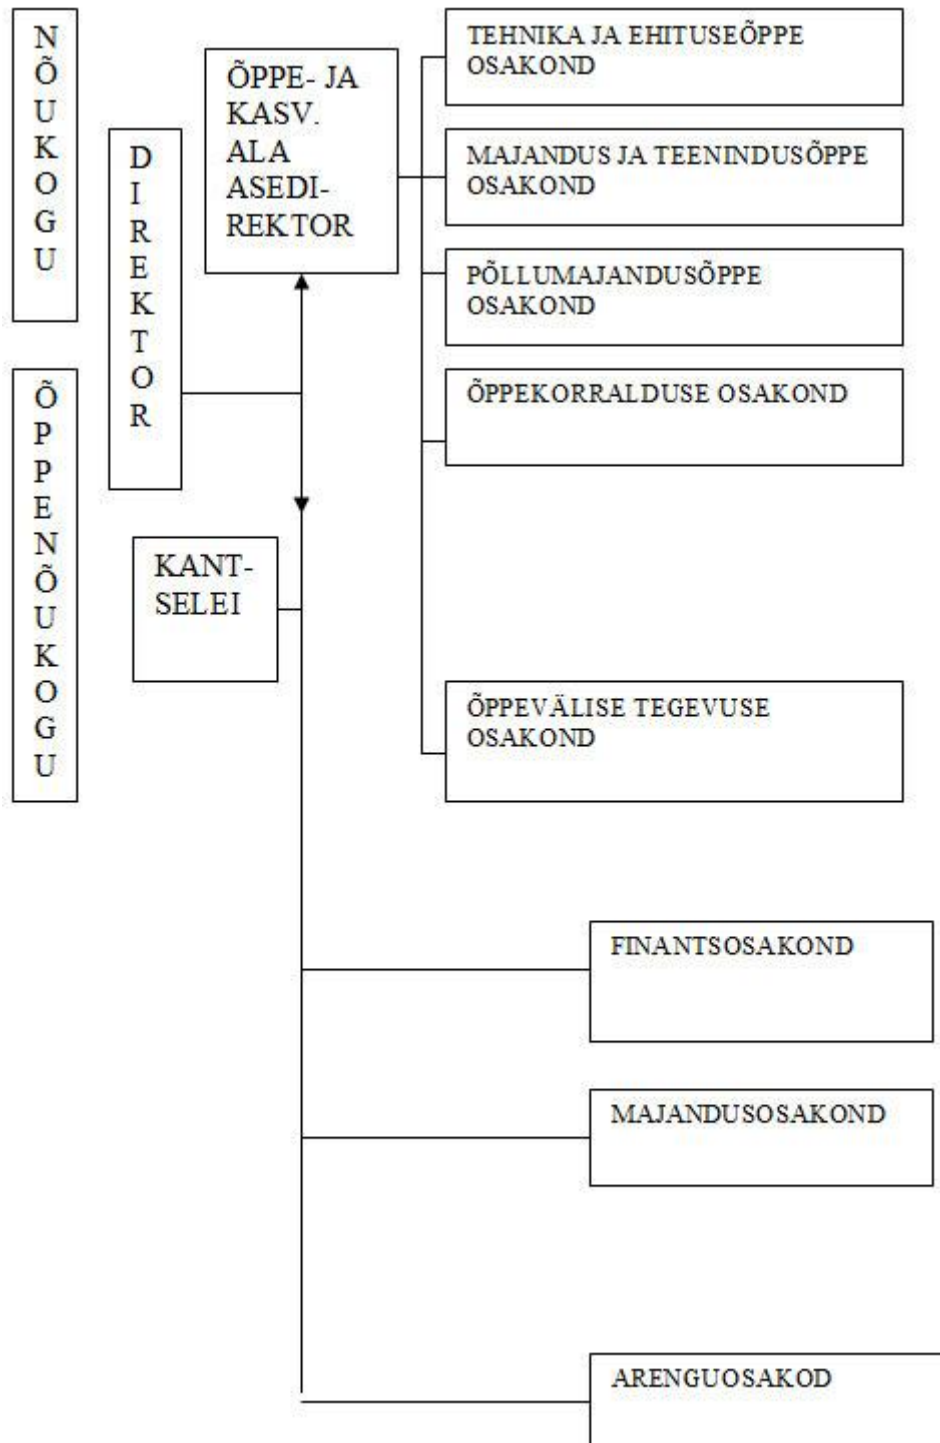 NÕUKOGU
ÕPPENÕUKOGU
DIREKTOR
ÕPPE- JA
KASV.
ALA
ASEDI-
REKTOR
KANT-
SELEI
TEHNIKA JA EHITUSEÕPPE
OSAKOND
MAJANDUS JA TEENINDUSÕPPE
OSAKOND
PÕLLUMAJANDUSÕPPE
OSAKOND
ÕPPEKORRALDUSE OSAKOND
ÕPPEVÄLISE TEGEVUSE
OSAKOND
FINANTSOSAKOND
MAJANDUSOSAKOND
ARENGUOSAKOD